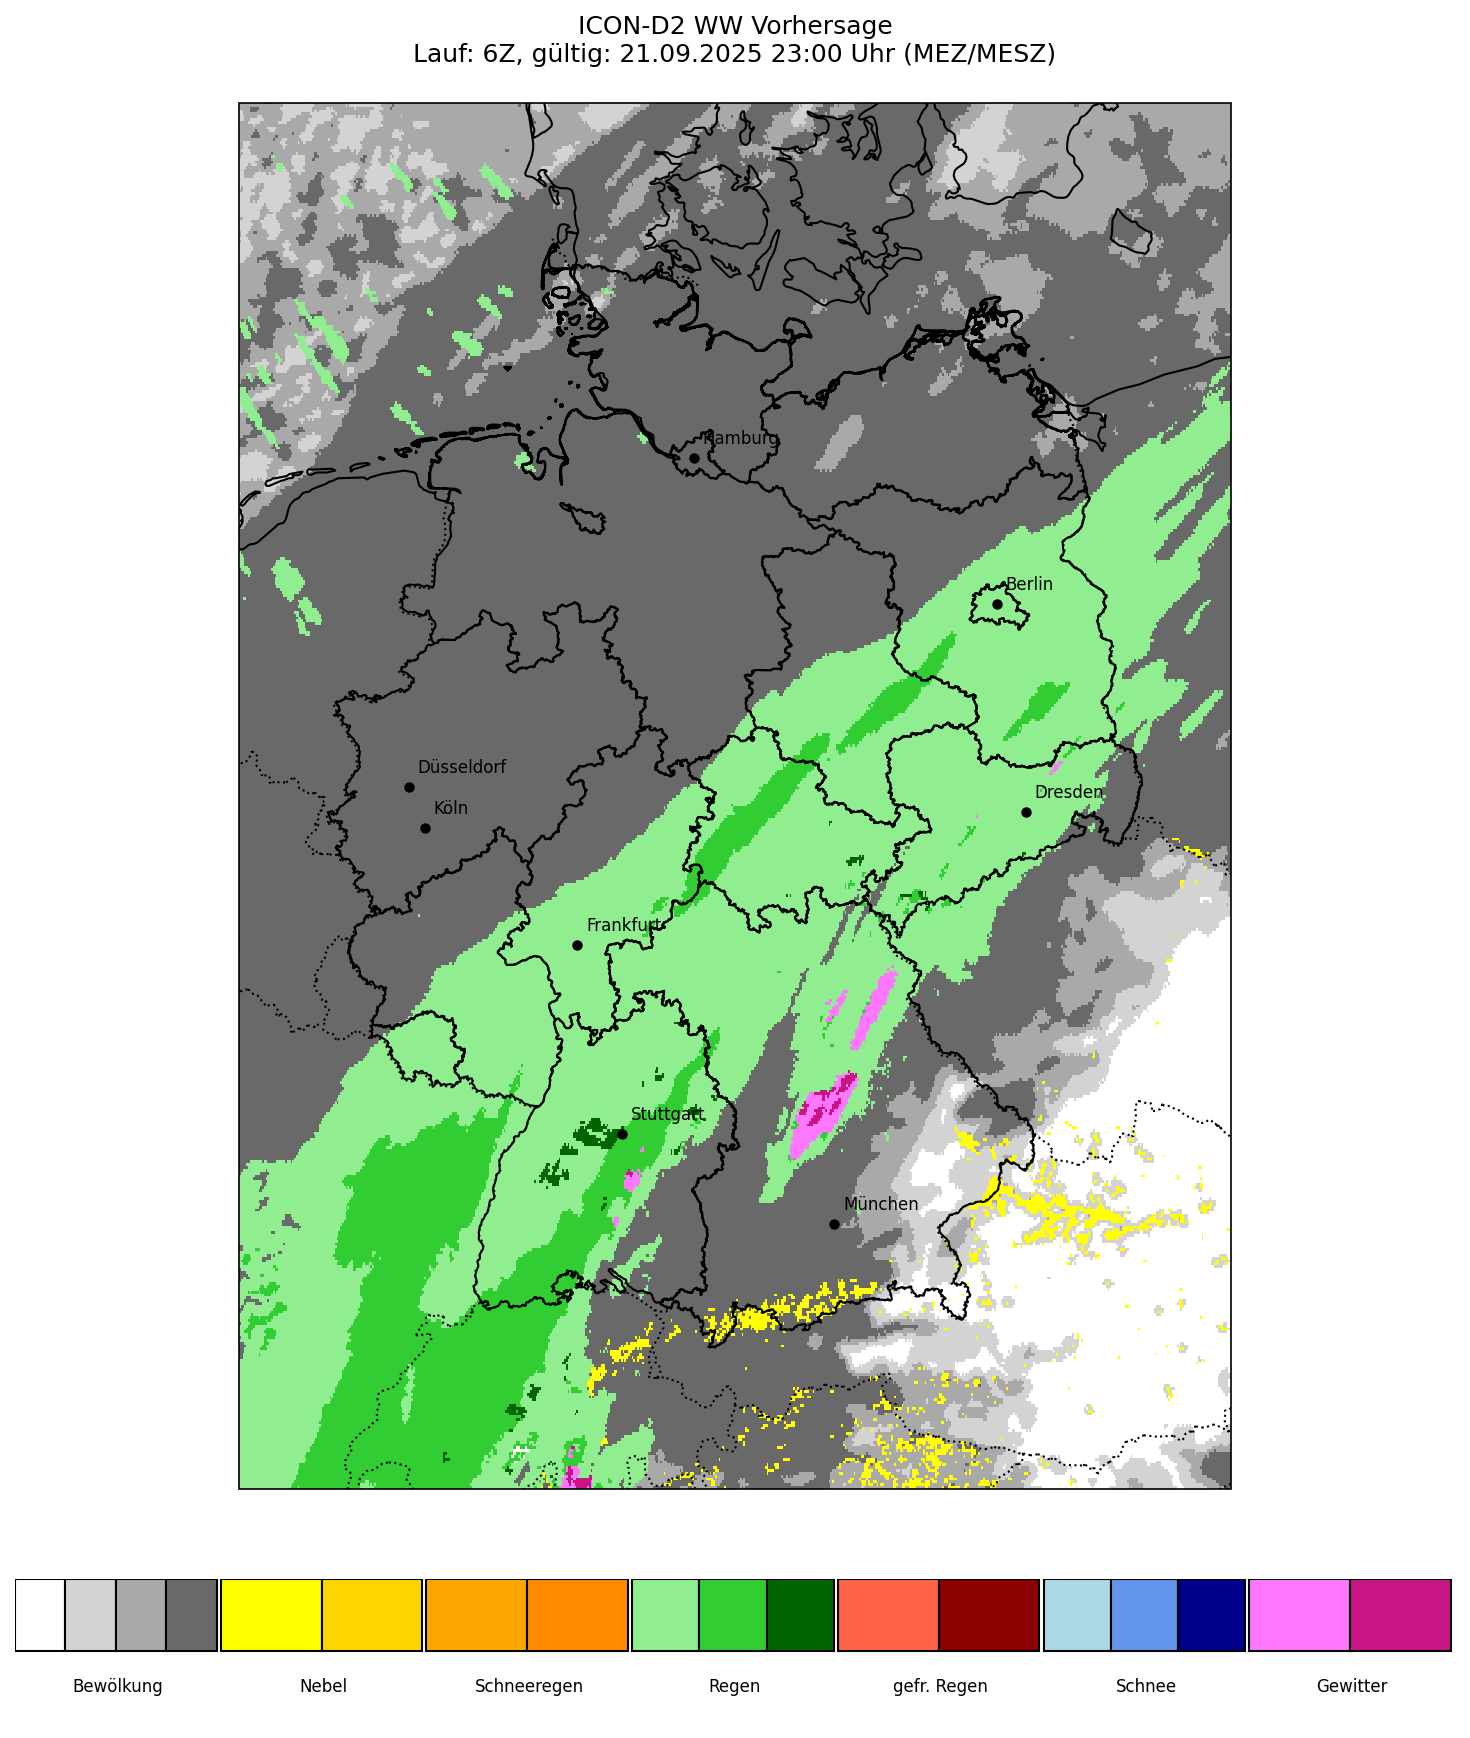 ICON-D2 WW Vorhersage
Lauf: 6Z, gültig: 21.09.2025 23:00 Uhr (MEZ/MESZ)
Hamburg
Berlin
Düsseldorf
Dresden
Köln
Frankfurt
Stuttgart
München
Bewölkung
Nebel
Schneeregen
Regen
gefr. Regen
Schnee
Gewitter